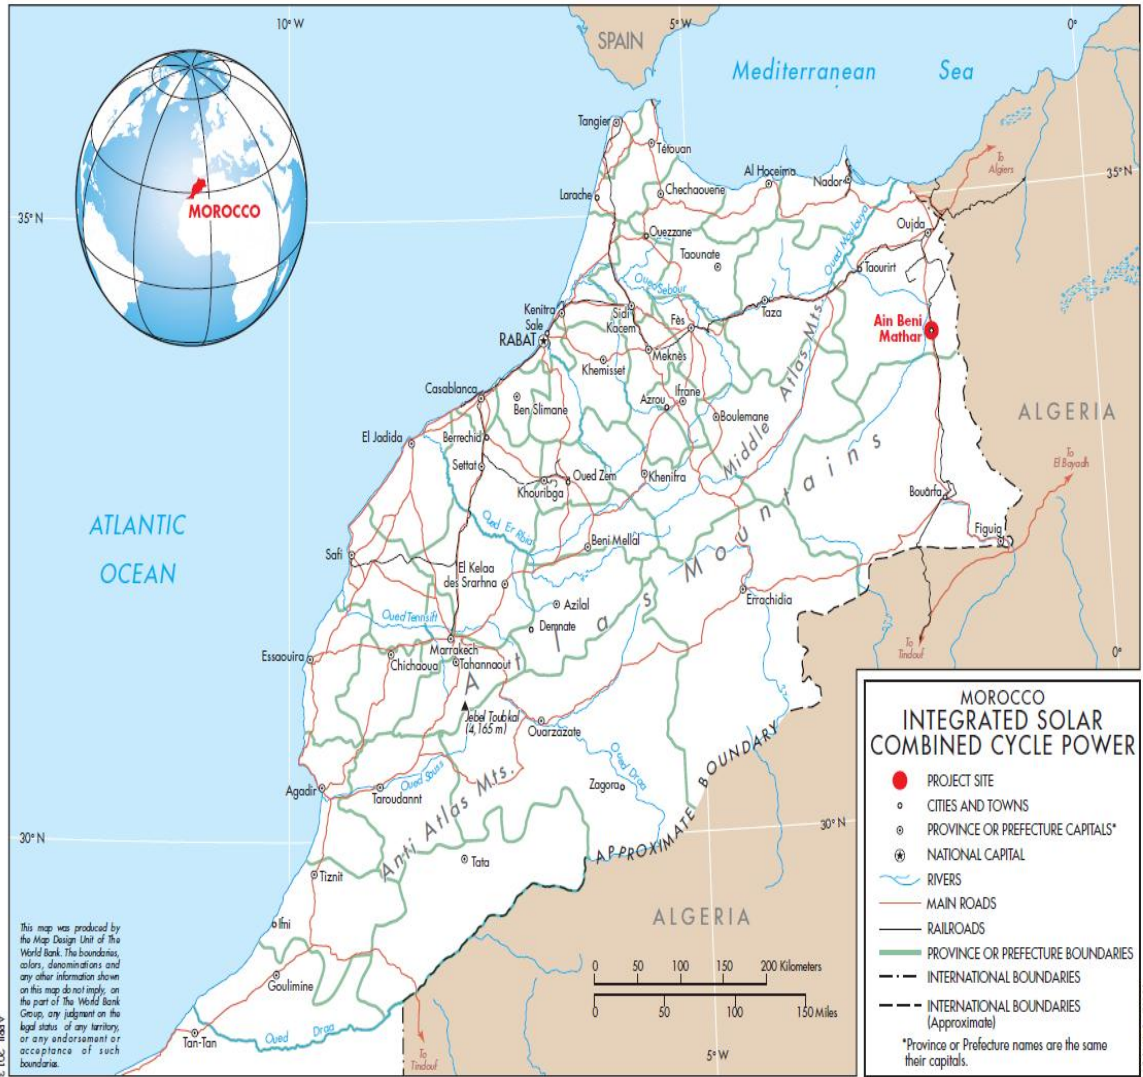 10° W
5° W
0°
SPAIN
Mediterranean Sea
Tangier
Tétouan
To
Algiers
35° N
Al Hoceima
Nador
Larache
Chechaouene
MOROCCO
35° N
Ouezzane
Oujda
Taounate
Oued Moulouya
Taourirt
Oued Sebour
Kenitra
Sidi
Kacem
Sale
Fès
Taza
Ain Beni
Mathar
RABAT
Meknès
Khemisset
Atlas Mts.
Casablanca
Ifrane
Azrou
Ben Slimane
Boulemane
ALGERIA
El Jadida
Berrechid
Middle
To
El Bayadh
Settat
Oued Zem
Khenifra
Khouribga
Bouârfa
ATLANTIC
OCEAN
Oued Er Rbia
Figuig
Beni Mellal
Safi
El Kelaa
des Srarhna
Errachidia
Azilal
Oued Tennsift
Demnate
Atlas Mountains
Marrakech
To
Tindouf
Essaouira
Chichaoua
Tahannaout
0°
Jebel Toubkal
(4,165 m)
Ouarzazate
Oued Draa
Oued Souss
Agadir
Taroudannt
Zagora
Anti Atlas Mts.
30° N
30° N
APPROXIMATE BOUNDARY
Tata
Tiznit
ALGERIA
Ifni
Goulimine
Tan-Tan
Oued Draa
To
Tindouf
5° W
0 50 100 150 200 Kilometers
0 50 100 150 Miles
This map was produced by
the Map Design Unit of The
World Bank. The boundaries,
colors, denominations and
any other information shown
on this map do not imply, on
the part of The World Bank
Group, any judgment on the
legal status of any territory,
or any endorsement or
acceptance of such
boundaries.
MOROCCO
INTEGRATED SOLAR
COMBINED CYCLE POWER
PROJECT SITE
CITIES AND TOWNS
PROVINCE OR PREFECTURE CAPITALS*
NATIONAL CAPITAL
RIVERS
MAIN ROADS
RAILROADS
PROVINCE OR PREFECTURE BOUNDARIES
INTERNATIONAL BOUNDARIES
INTERNATIONAL BOUNDARIES
(Approximate)
*Province or Prefecture names are the same
their capitals.